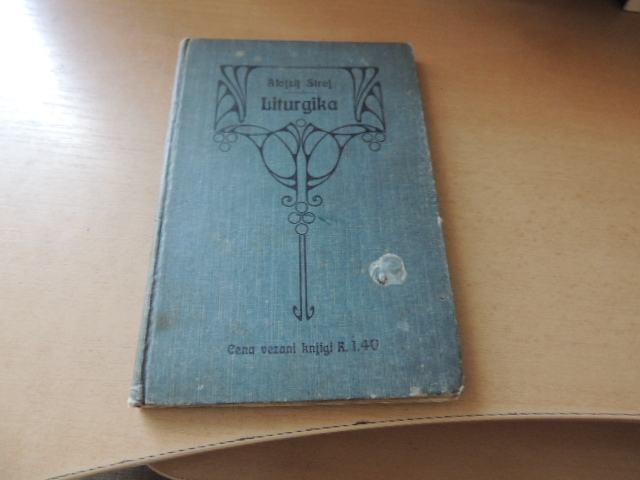 Alojzij Stroj
Liturgika
Cena vezani knjigi K. 1.40